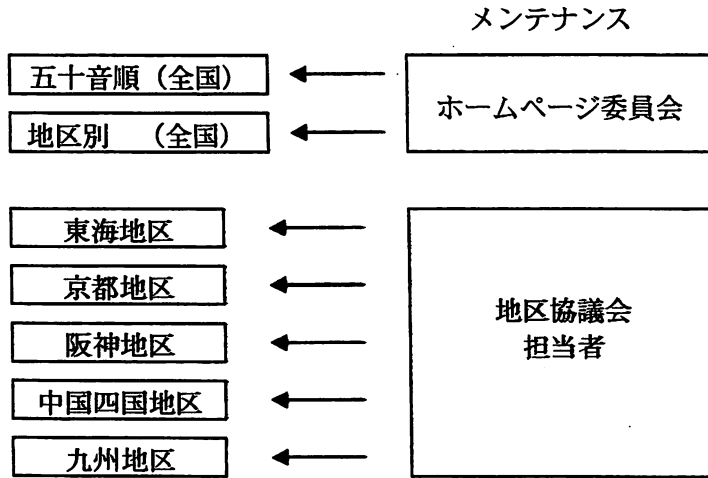 メンテナンス
五十音順（全国）
地区別　（全国）
ホームページ委員会
東海地区
京都地区
阪神地区
中国四国地区
九州地区
地区協議会
担当者